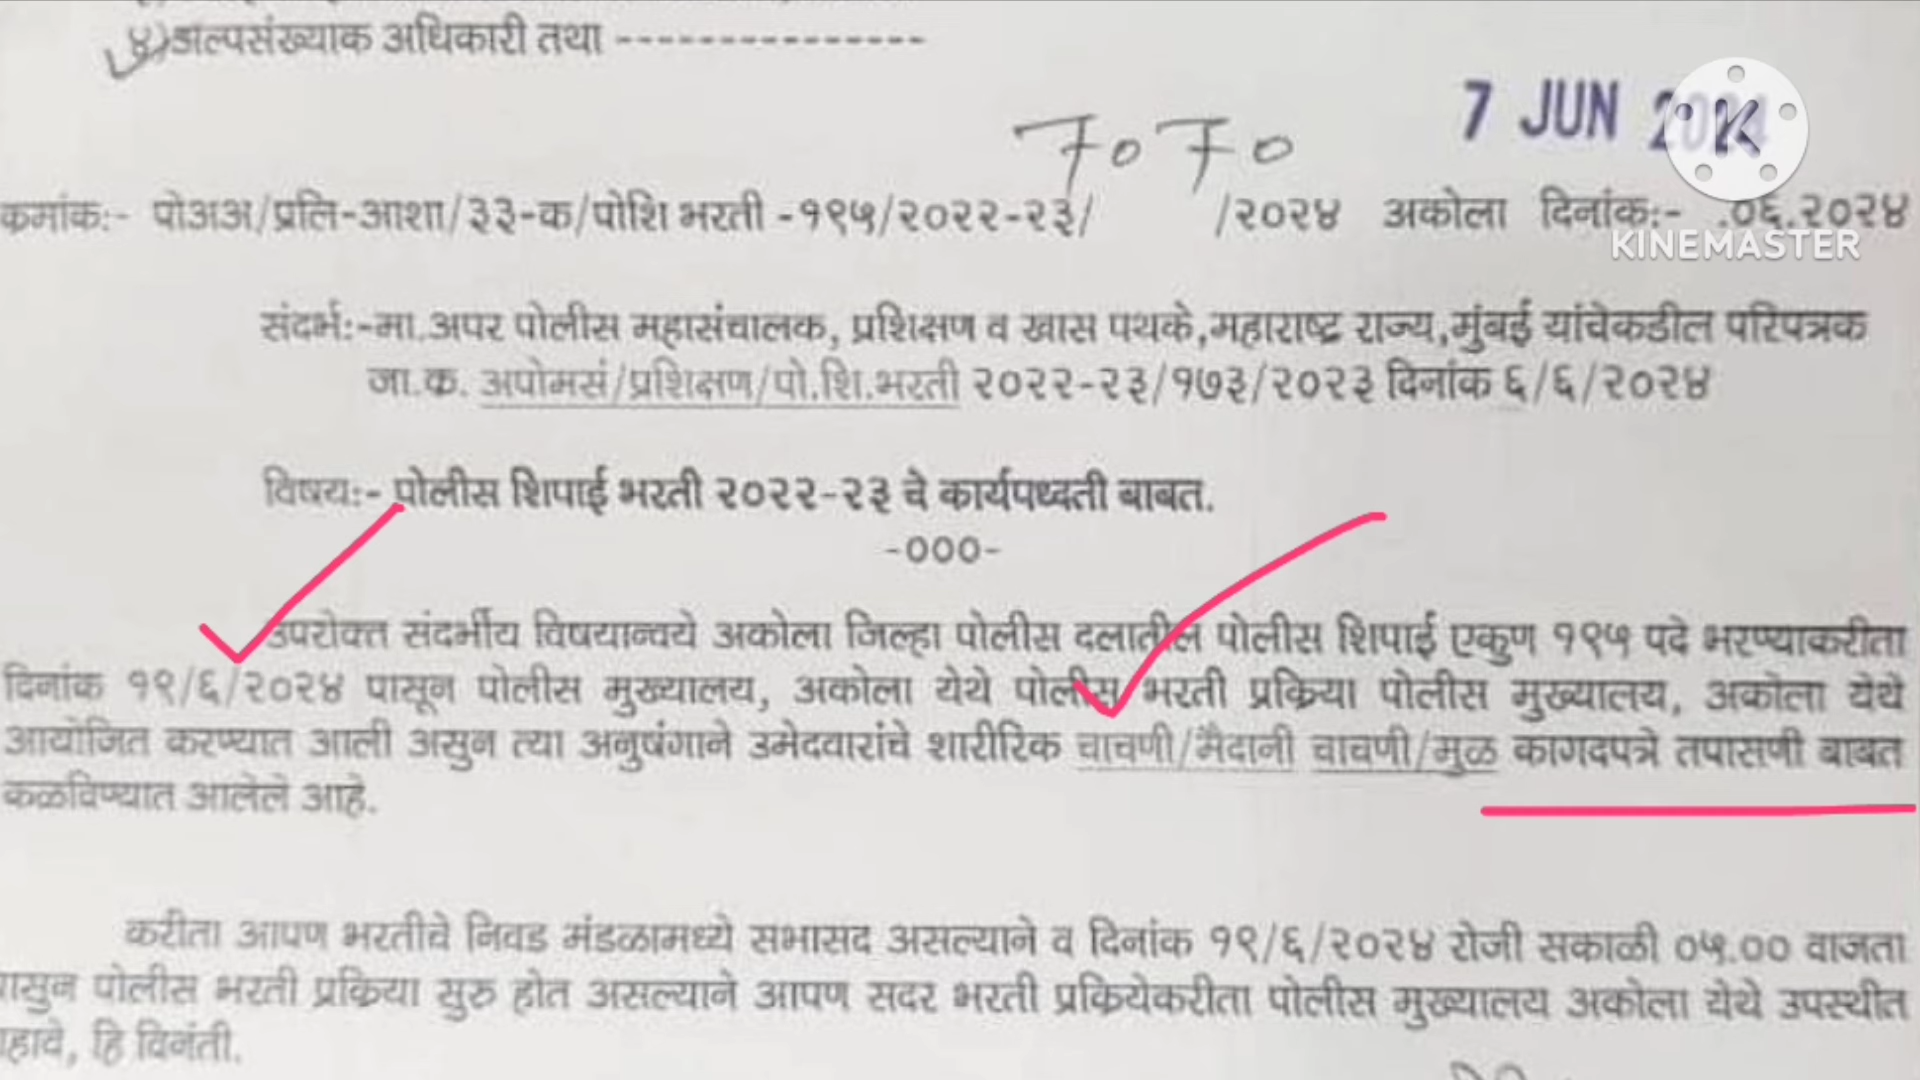 ४) अल्पसंख्याक अधिकारी तथा ---------------
7 JUN 2024
7070
क्रमांक:- पोअअ/प्रलि-आशा/३३-क/पोशि भरती -१९५/२०२२-२३/ /२०२४ अकोला दिनांक:- .०६.२०२४
KINEMASTER
संदर्भ:-मा.अपर पोलीस महासंचालक, प्रशिक्षण व खास पथके,महाराष्ट्र राज्य,मुंबई यांचेकडील परिपत्रक
जा.क. अपोमसं/प्रशिक्षण/पो.शि.भरती २०२२-२३/१७३/२०२३ दिनांक ६/६/२०२४
विषय:- पोलीस शिपाई भरती २०२२-२३ चे कार्यपध्दती बाबत.
-000-
उपरोक्त संदर्भीय विषयान्वये अकोला जिल्हा पोलीस दलातील पोलीस शिपाई एकुण १९५ पदे भरण्याकरीता
दिनांक १९/६/२०२४ पासून पोलीस मुख्यालय, अकोला येथे पोलीस भरती प्रक्रिया पोलीस मुख्यालय, अकोला येथे
आयोजित करण्यात आली असुन त्या अनुषंगाने उमेदवारांचे शारीरिक चाचणी/मैदानी चाचणी/मुळ कागदपत्रे तपासणी बाबत
कळविण्यात आलेले आहे.
करीता आपण भरतीचे निवड मंडळामध्ये सभासद असल्याने व दिनांक १९/६/२०२४ रोजी सकाळी ०५.०० वाजता
पासुन पोलीस भरती प्रक्रिया सुरु होत असल्याने आपण सदर भरती प्रक्रियेकरीता पोलीस मुख्यालय अकोला येथे उपस्थीत
रहावे, हि विनंती.